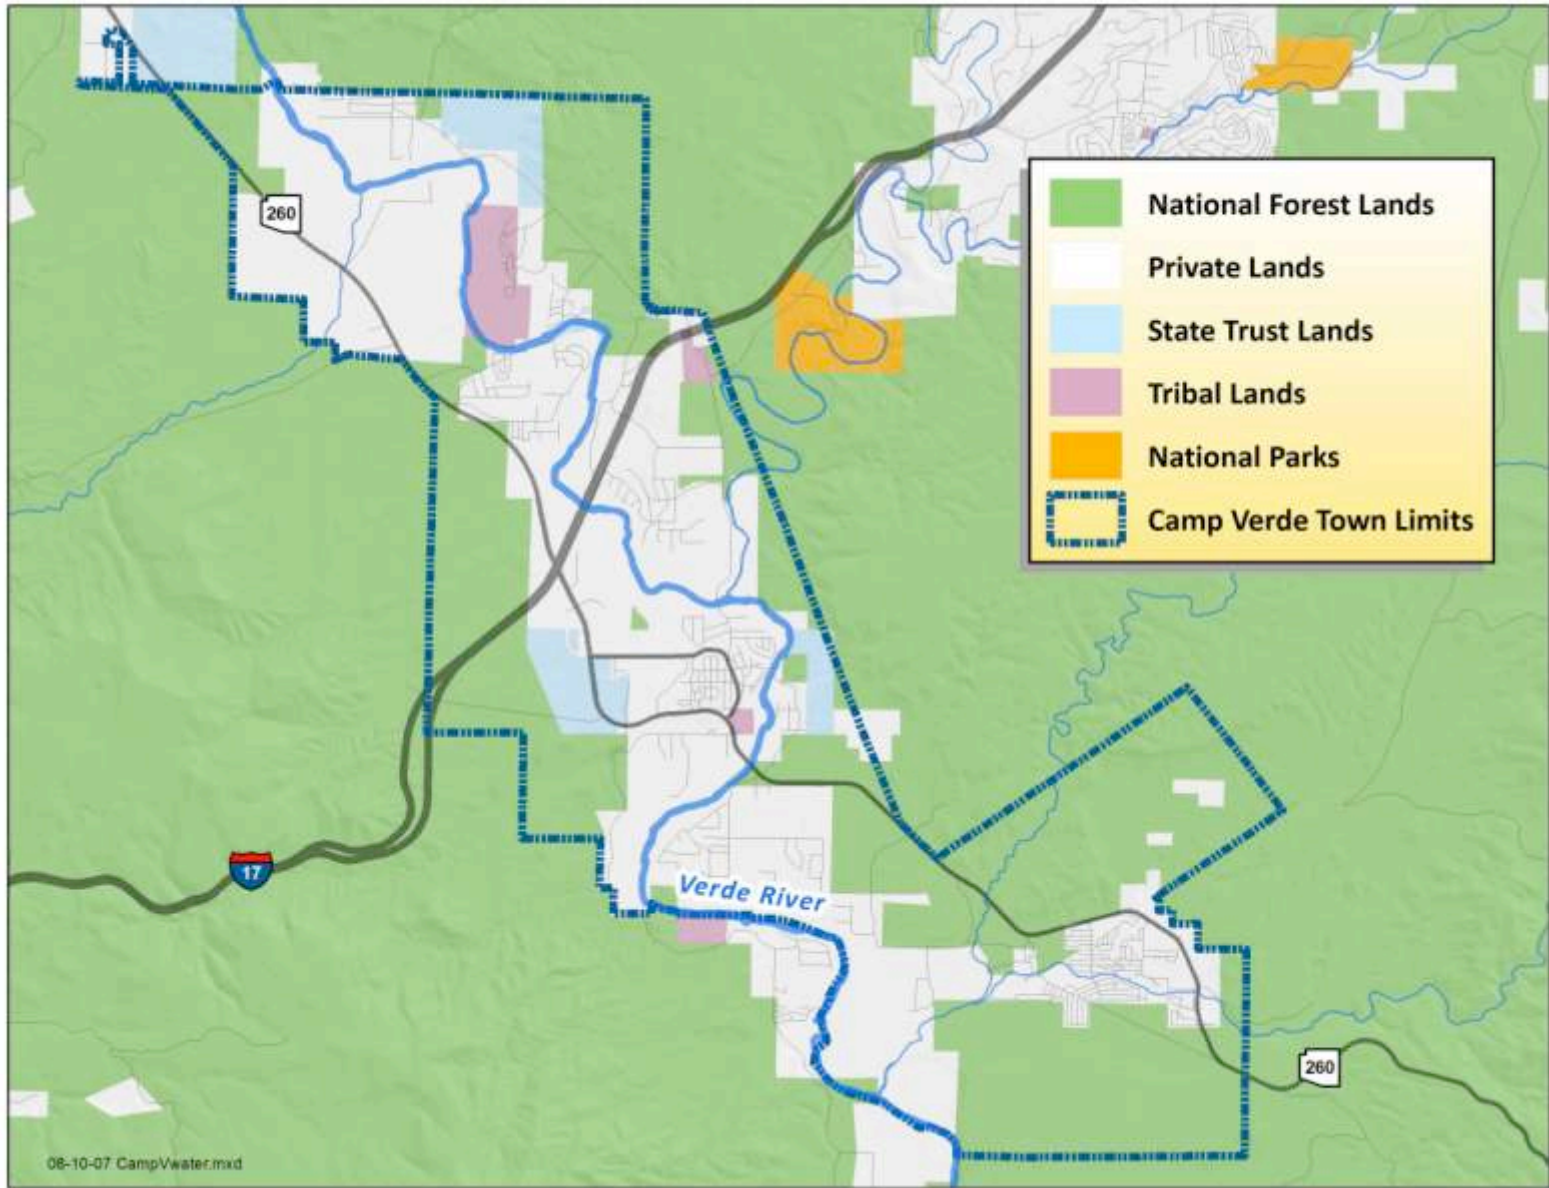 260
National Forest Lands
Private Lands
State Trust Lands
Tribal Lands
National Parks
Camp Verde Town Limits
17
Verde River
260
08-10-07 CampVwater.mxd